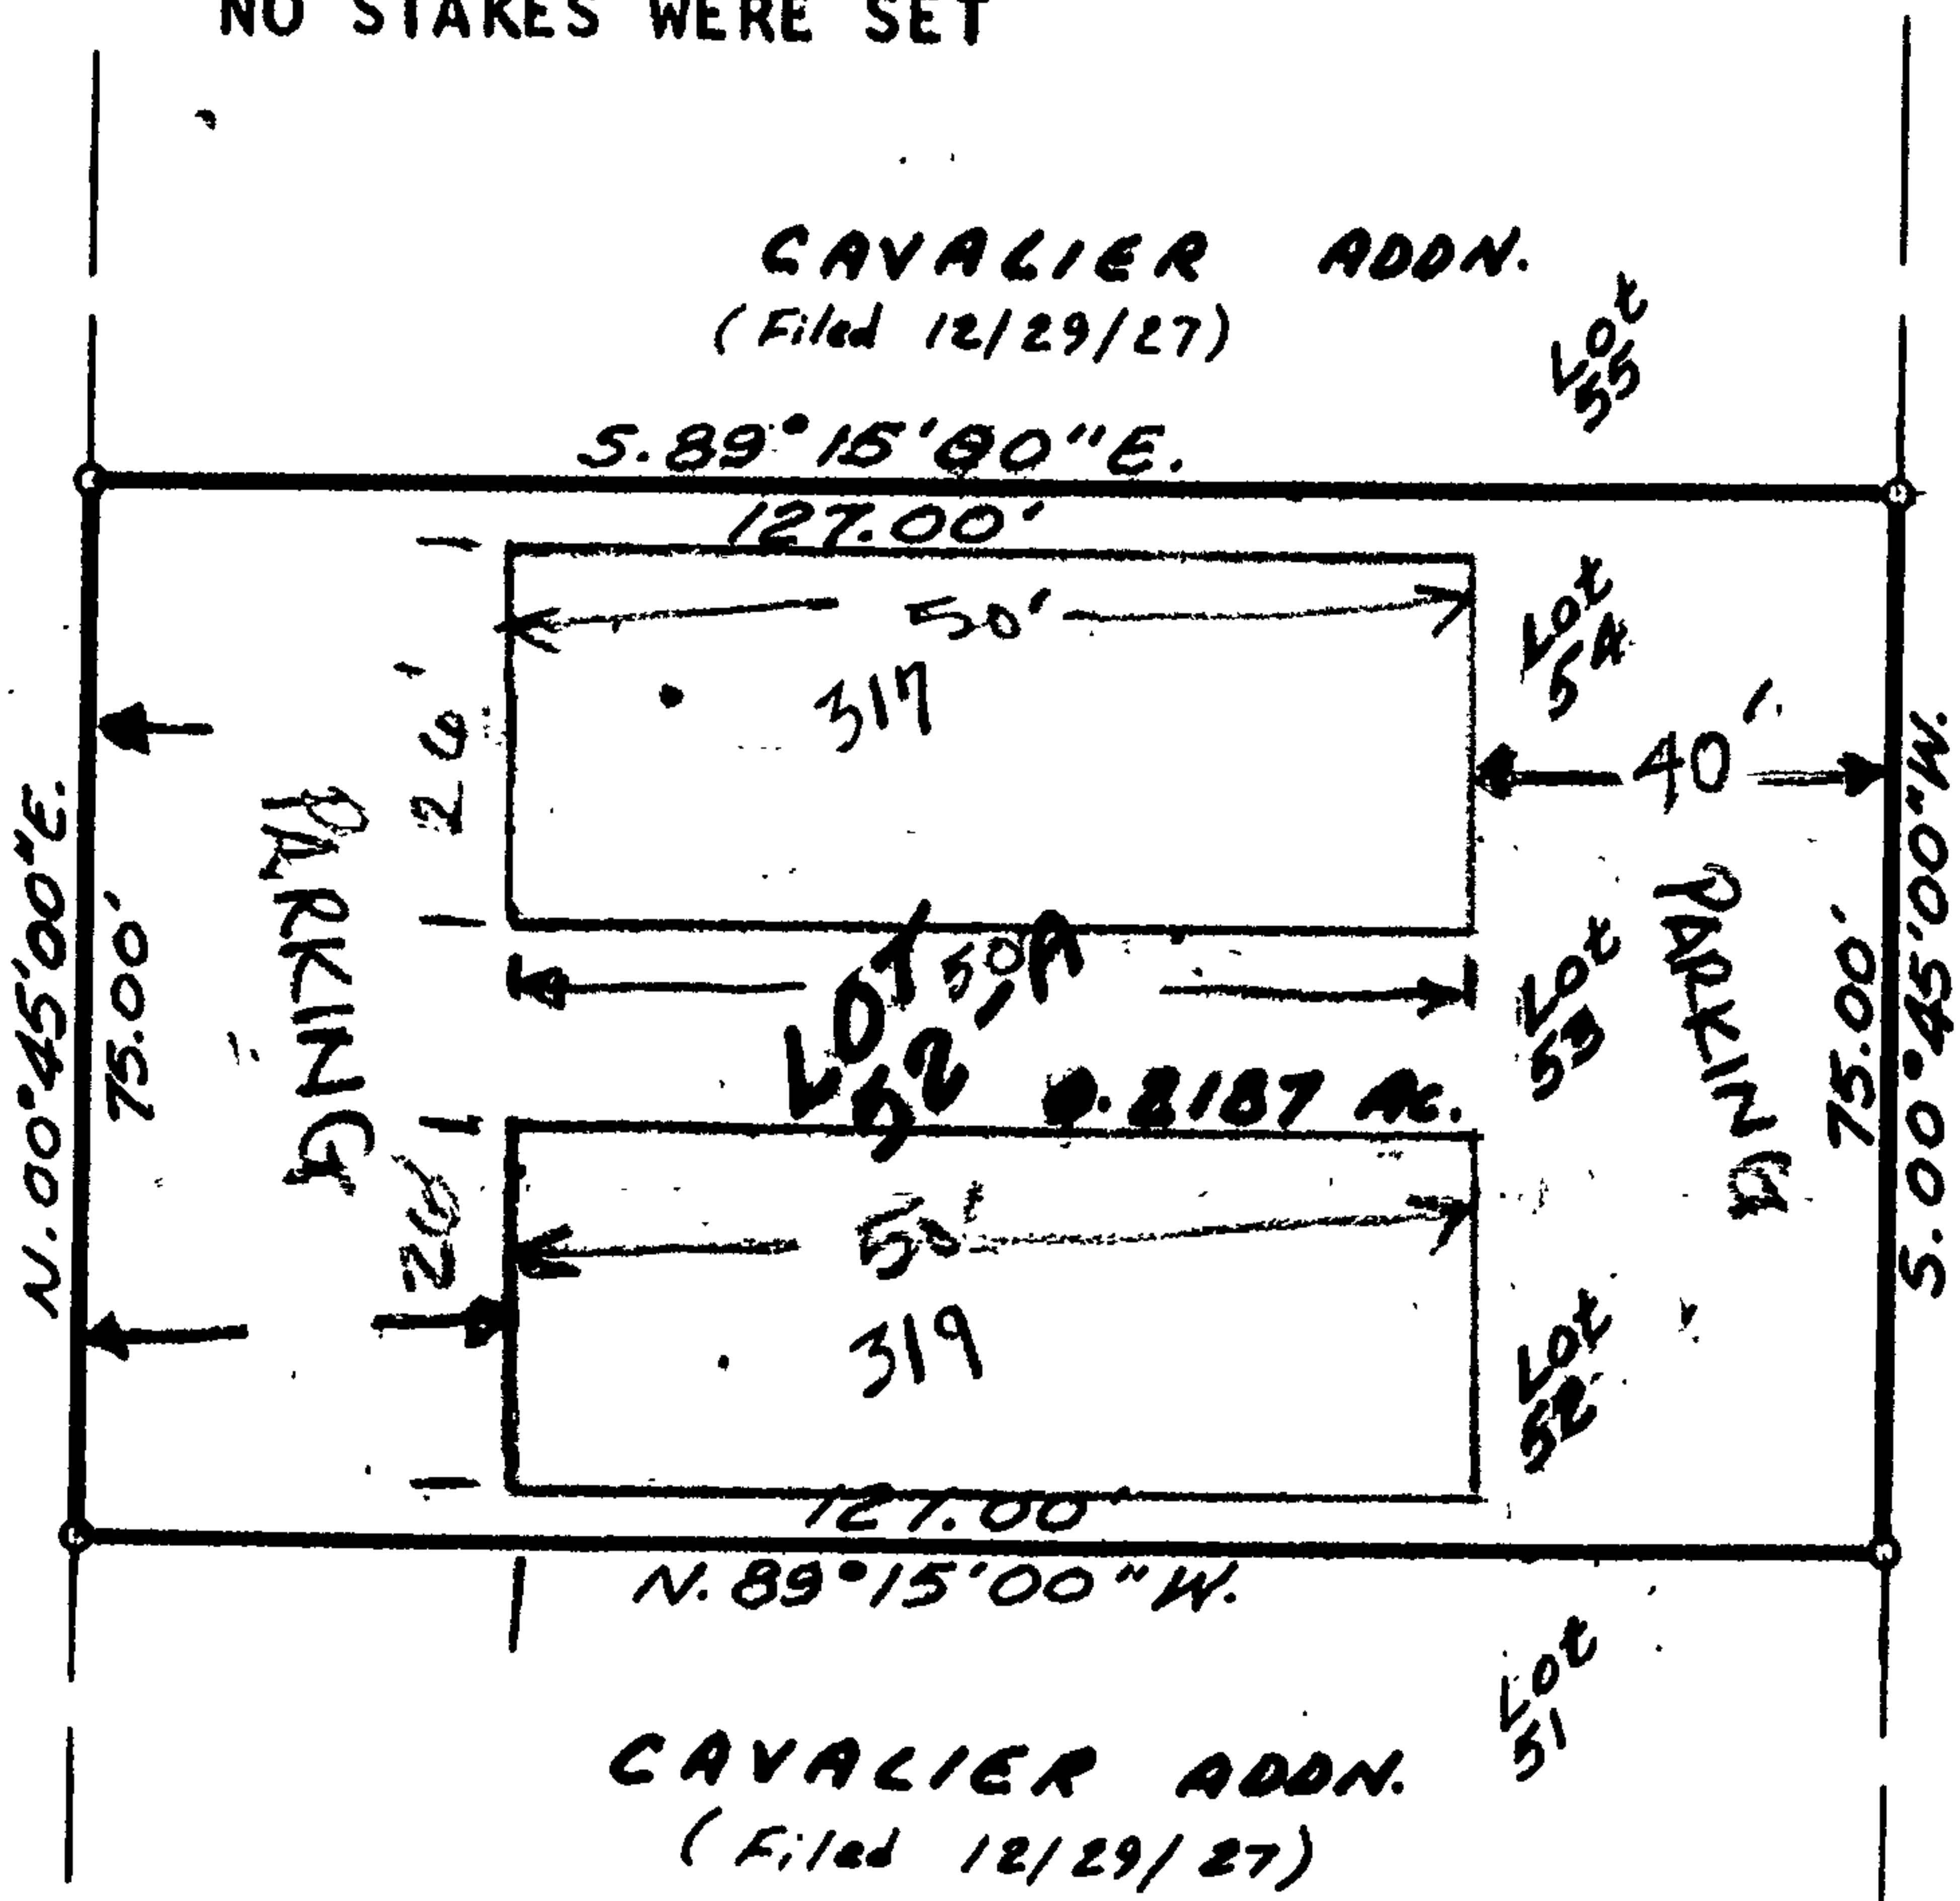 NO STAKES WERE SET
CAVALIER ADDN.
(Filed 12/29/27)
Lot 55
S.89°15'00"E.
127.00'
50'
317
Lot
40'
26'
N.00°45'00"E.
75.00'
PARKING
PARKING
75.00'
S.00°45'00"W.
Lot 53
LOT 52A
0.2187 Ac.
26'
50'
319
Lot 52
127.00'
N.89°15'00"W.
Lot 51
CAVALIER ADDN.
(Filed 12/29/27)